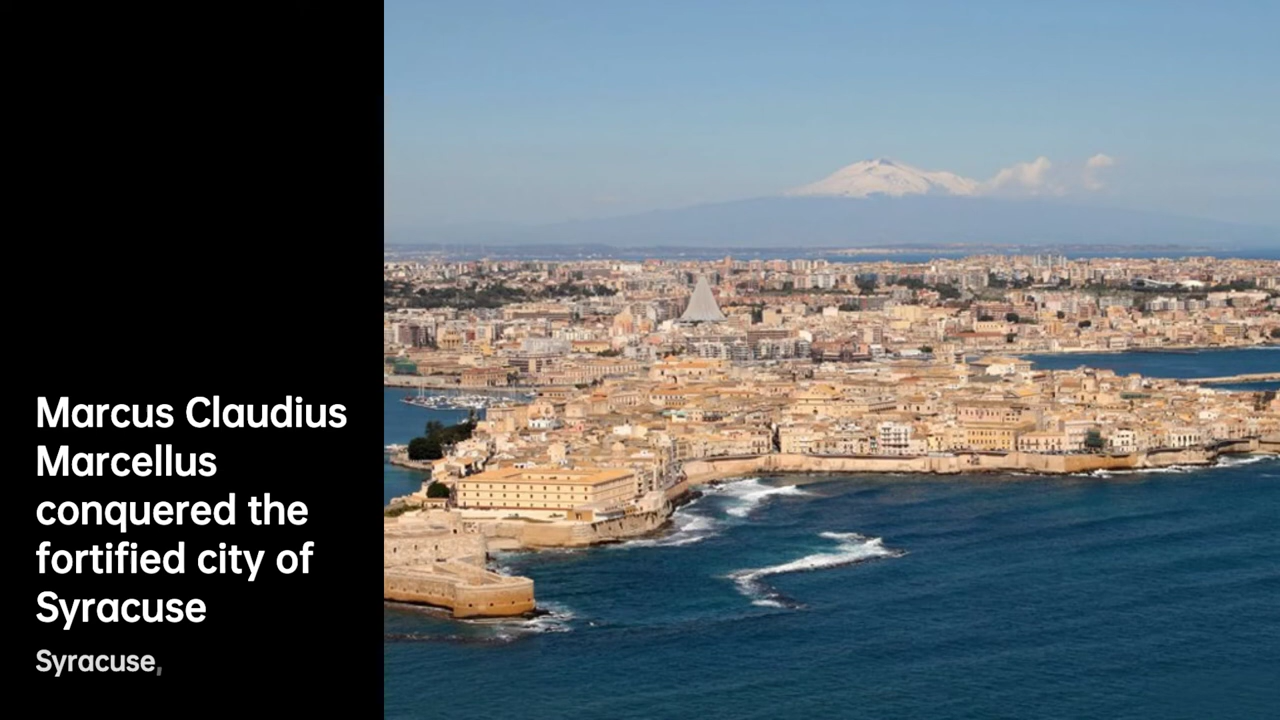 Marcus Claudius
Marcellus
conquered the
fortified city of
Syracuse
Syracuse,